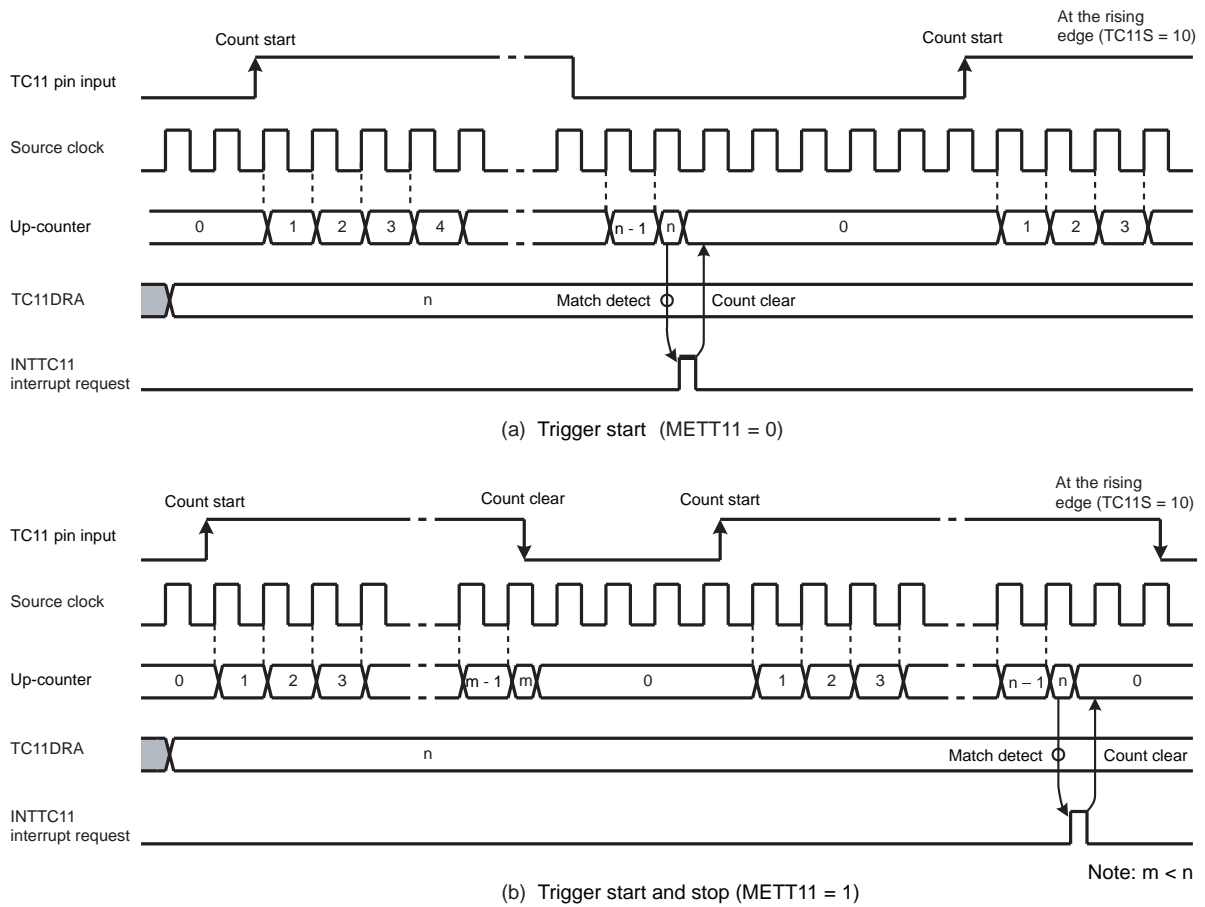 At the rising
edge (TC11S = 10)
Count start
Count start
TC11 pin input
Source clock
Up-counter
0
1
2
3
4
n - 1
n
0
1
2
3
TC11DRA
n
Match detect
Count clear
INTTC11
interrupt request
(a) Trigger start (METT11 = 0)
At the rising
edge (TC11S = 10)
Count start
Count clear
Count start
TC11 pin input
Source clock
Up-counter
0
1
2
3
m - 1
m
0
1
2
3
n – 1
n
0
TC11DRA
n
Match detect
Count clear
INTTC11
interrupt request
Note: m < n
(b) Trigger start and stop (METT11 = 1)